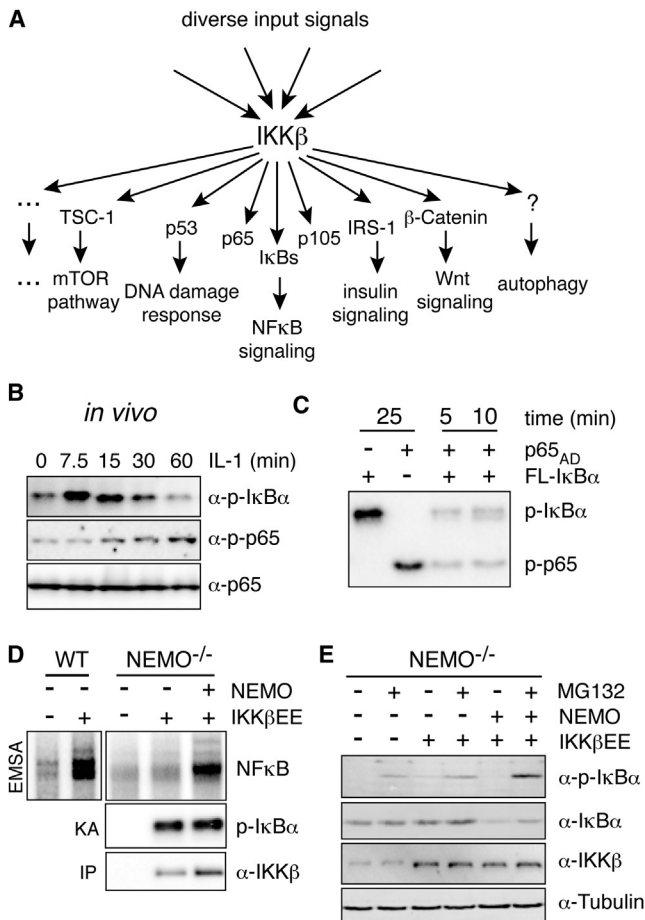 A
diverse input signals
IKKβ
... TSC-1 p53 p65 IκBs p105 IRS-1 β-Catenin ?
... mTOR pathway
DNA damage response
NFκB signaling
insulin signaling
Wnt signaling
autophagy
B
in vivo
0 7.5 15 30 60 IL-1 (min)
α-p-IκBα
α-p-p65
α-p65
C
25 5 10 time (min)
- + + + p65AD
+ - + + FL-IκBα
p-IκBα
p-p65
D
WT NEMO-/-
+ NEMO
- + - + + IKKβEE
EMSA NFκB
KA p-IκBα
IP α-IKKβ
E
NEMO-/-
- + - + - + MG132
- - - - + + NEMO
- - + + + + IKKβEE
α-p-IκBα
α-IκBα
α-IKKβ
α-Tubulin